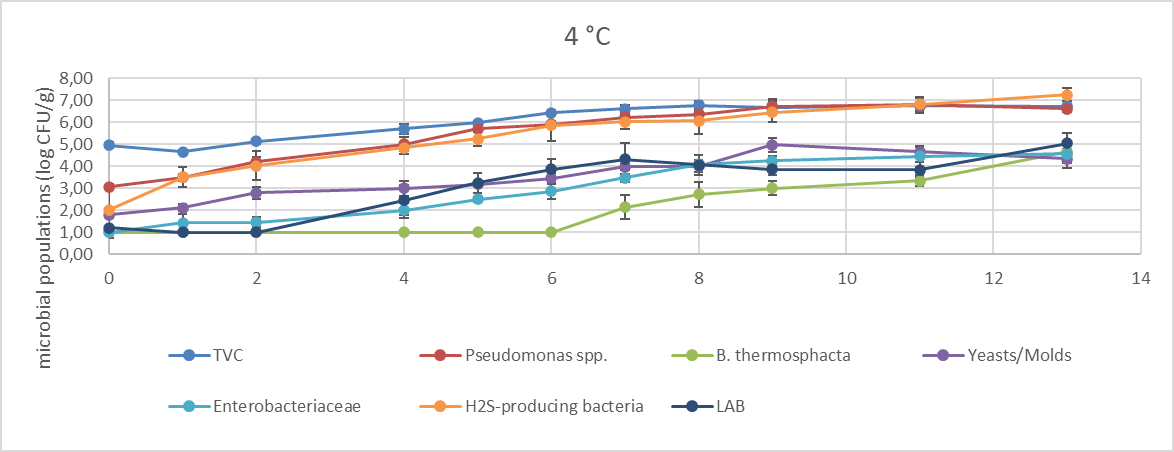 4 °C
microbial populations (log CFU/g)
8,00
7,00
6,00
5,00
4,00
3,00
2,00
1,00
0,00
0 2 4 6 8 10 12 14
TVC Pseudomonas spp. B. thermosphacta Yeasts/Molds
Enterobacteriaceae H2S-producing bacteria LAB